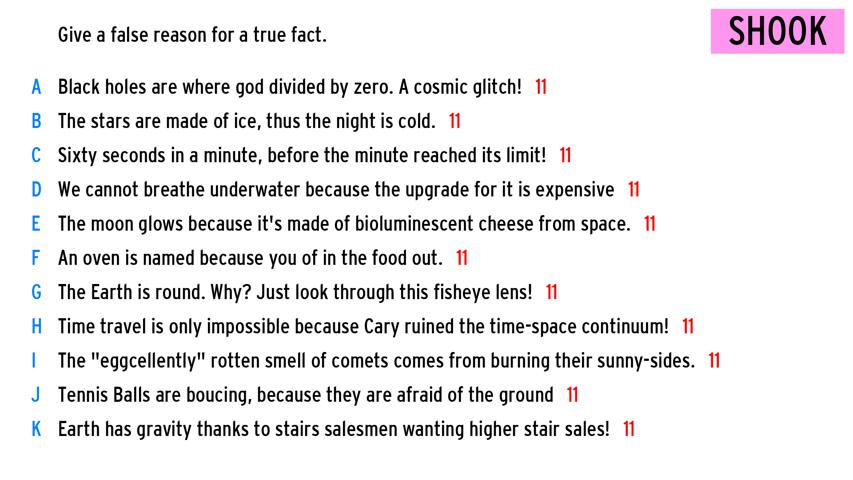 Give a false reason for a true fact.
SHOOK
A Black holes are where god divided by zero. A cosmic glitch! 11
B The stars are made of ice, thus the night is cold. 11
C Sixty seconds in a minute, before the minute reached its limit! 11
D We cannot breathe underwater because the upgrade for it is expensive 11
E The moon glows because it's made of bioluminescent cheese from space. 11
F An oven is named because you of in the food out. 11
G The Earth is round. Why? Just look through this fisheye lens! 11
H Time travel is only impossible because Cary ruined the time-space continuum! 11
I The "eggcellently" rotten smell of comets comes from burning their sunny-sides. 11
J Tennis Balls are boucing, because they are afraid of the ground 11
K Earth has gravity thanks to stairs salesmen wanting higher stair sales! 11